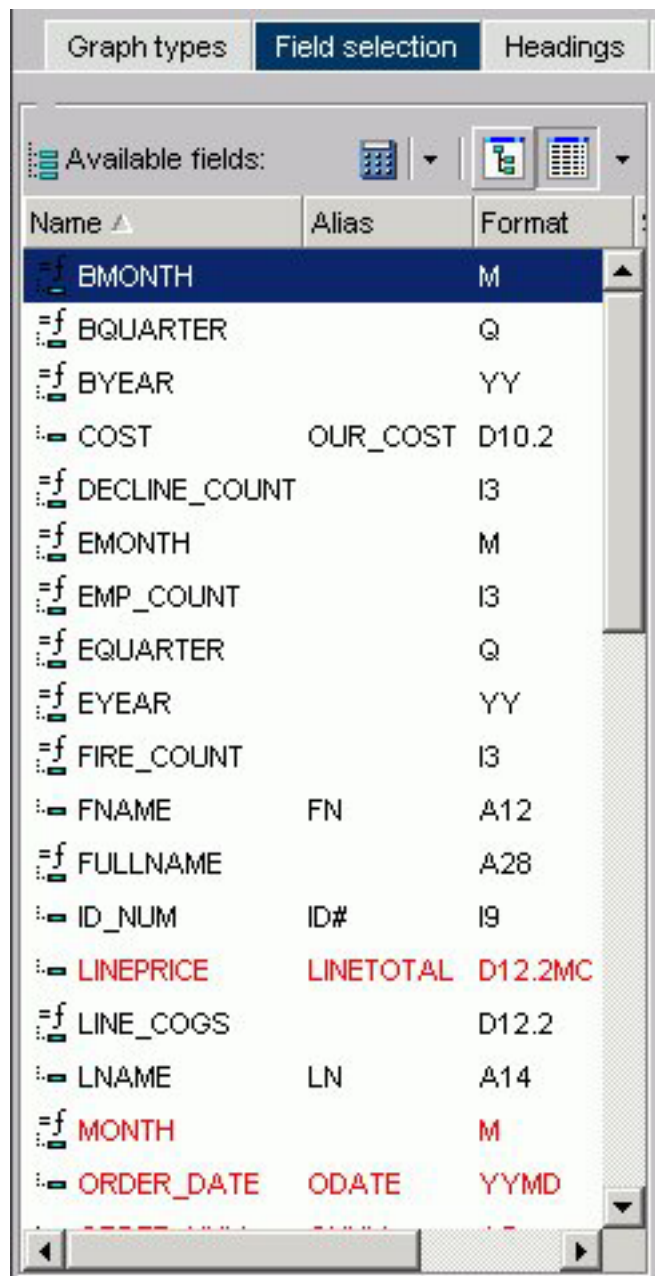 Graph types Field selection Headings
Available fields:
Name Alias Format
BMONTH M
BQUARTER Q
BYEAR YY
COST OUR_COST D10.2
DECLINE_COUNT I3
EMONTH M
EMP_COUNT I3
EQUARTER Q
EYEAR YY
FIRE_COUNT I3
FNAME FN A12
FULLNAME A28
ID_NUM ID# I9
LINEPRICE LINETOTAL D12.2MC
LINE_COGS D12.2
LNAME LN A14
MONTH M
ORDER_DATE ODATE YYMD